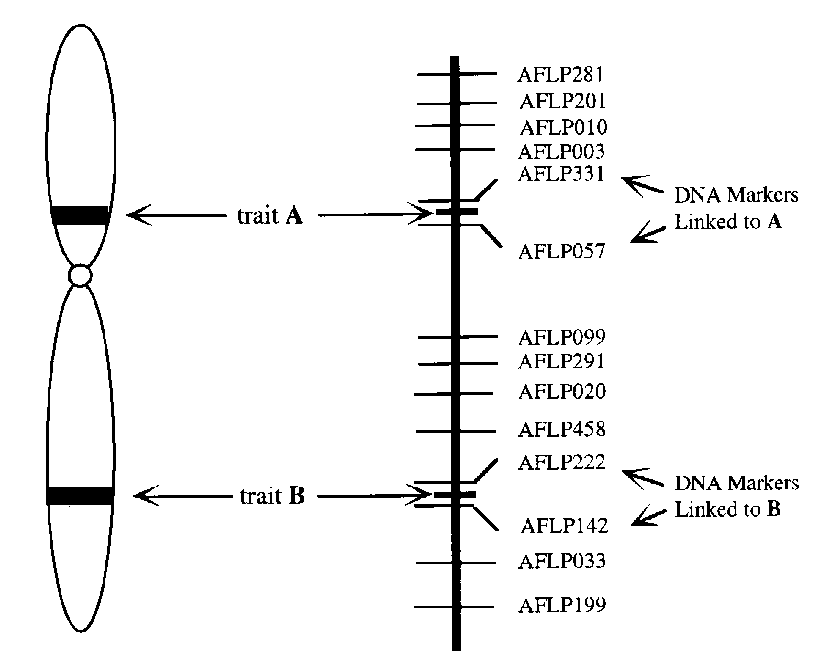 AFLP281
AFLP201
AFLP010
AFLP003
AFLP331
DNA Markers
Linked to A
trait A
AFLP057
AFLP099
AFLP291
AFLP020
AFLP458
AFLP222
DNA Markers
Linked to B
trait B
AFLP142
AFLP033
AFLP199